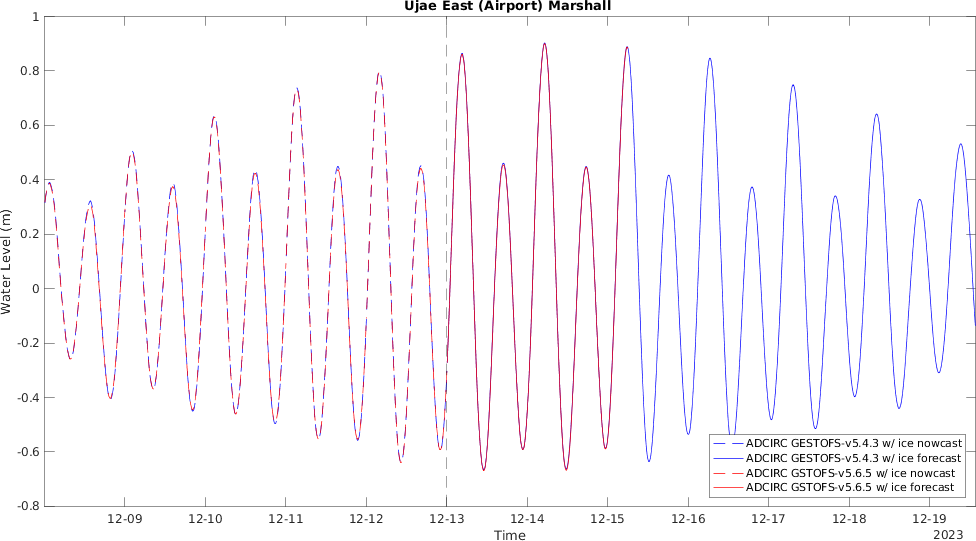 Ujae East (Airport) Marshall
1
0.8
0.6
0.4
0.2
0
-0.2
-0.4
-0.6
-0.8
Water Level (m)
12-09 12-10 12-11 12-12 12-13 12-14 12-15 12-16 12-17 12-18 12-19
Time
2023
ADCIRC GESTOFS-v5.4.3 w/ ice nowcast
ADCIRC GESTOFS-v5.4.3 w/ ice forecast
ADCIRC GSTOFS-v5.6.5 w/ ice nowcast
ADCIRC GSTOFS-v5.6.5 w/ ice forecast